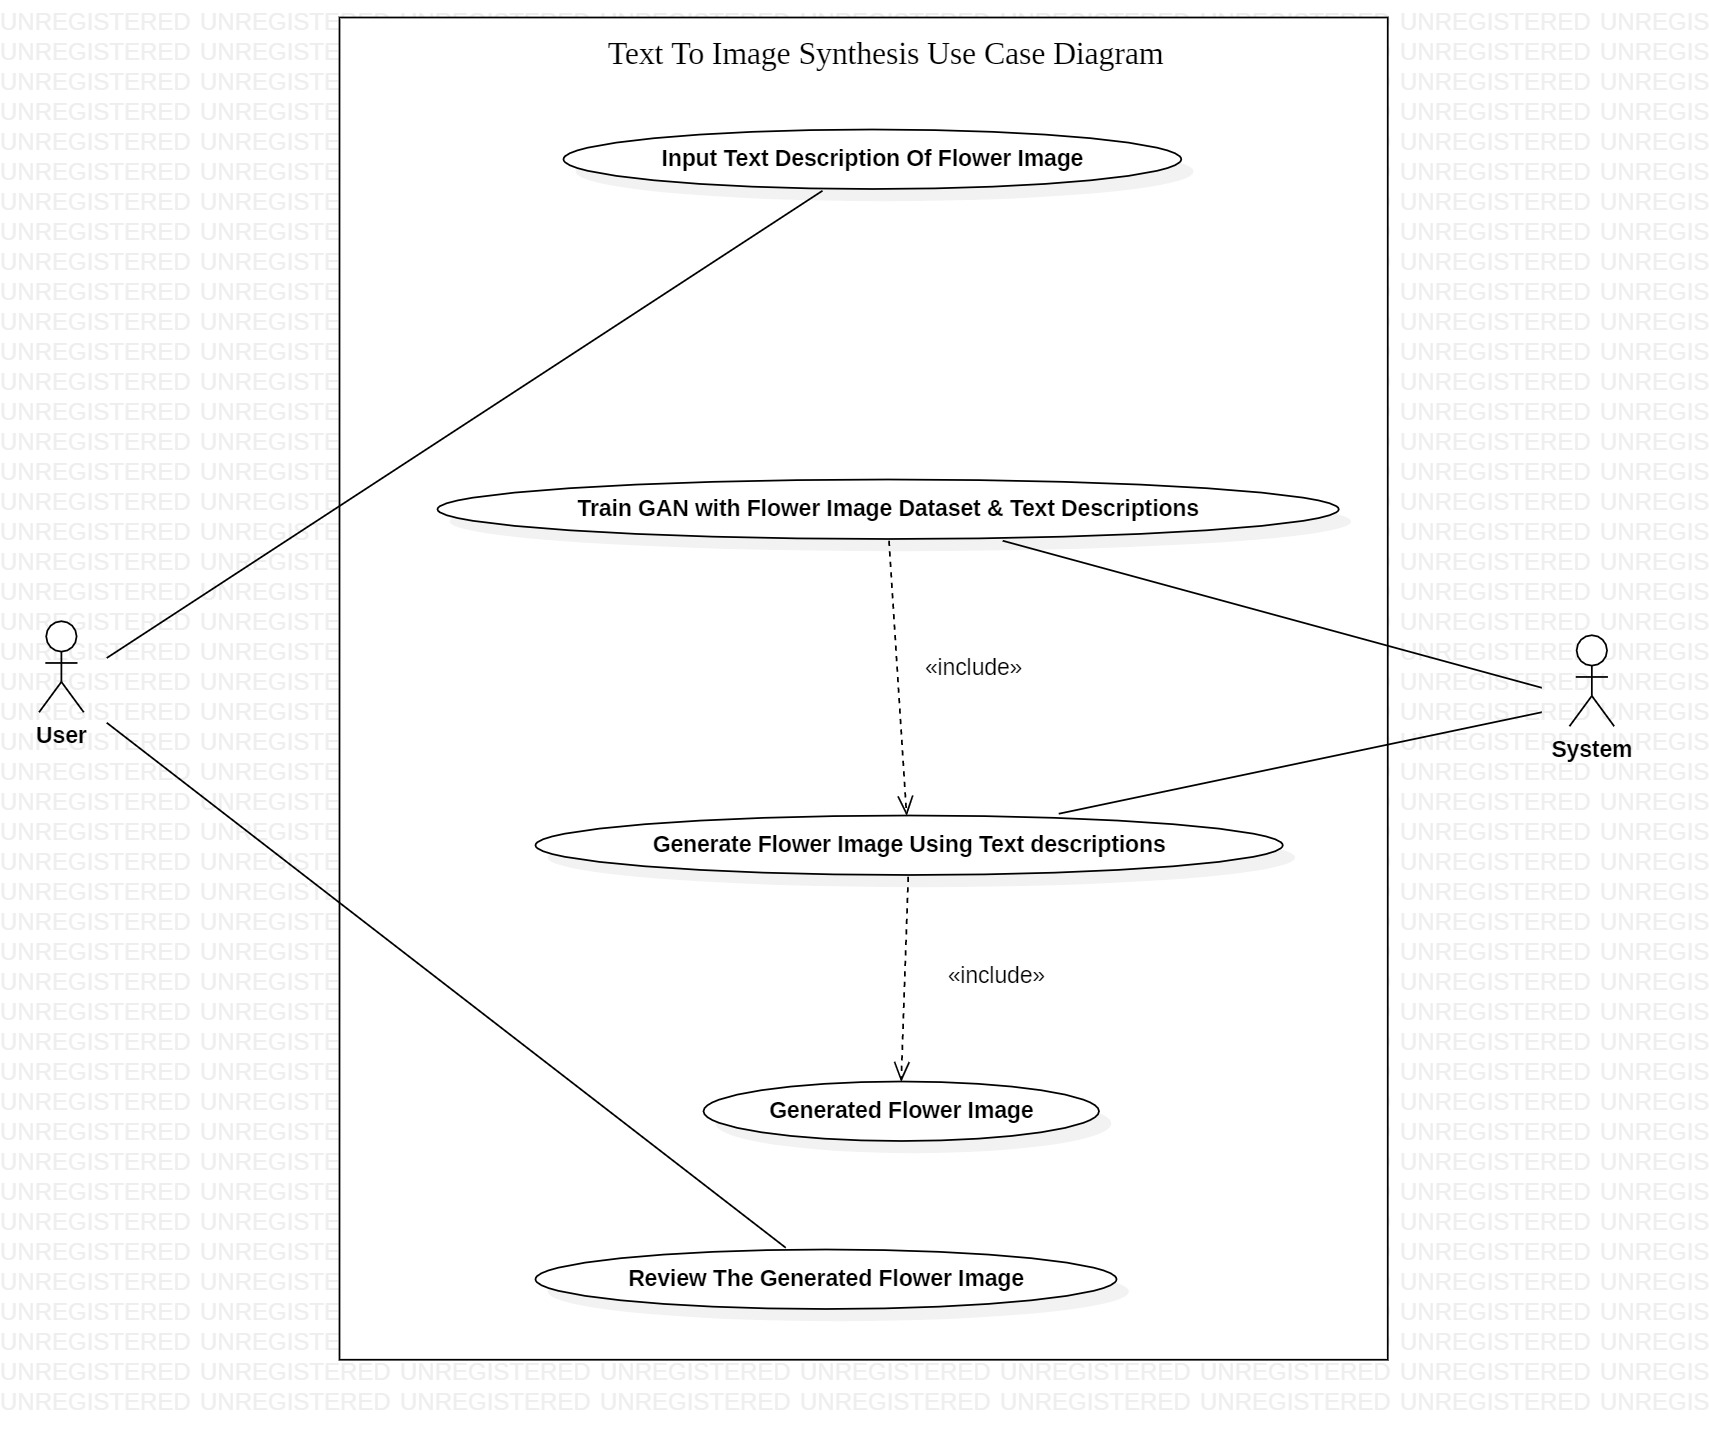 Text To Image Synthesis Use Case Diagram
Input Text Description Of Flower Image
Train GAN with Flower Image Dataset & Text Descriptions
«include»
User
System
Generate Flower Image Using Text descriptions
«include»
Generated Flower Image
Review The Generated Flower Image
UNREGISTERED